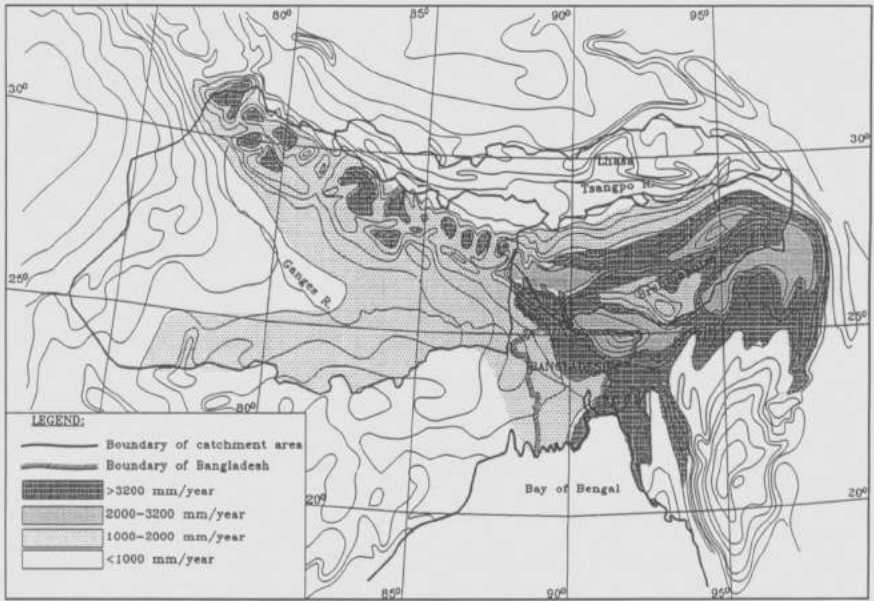 80° 85° 90° 95°
30°
30°
Lhasa
Tsangpo R.
25°
Ganges R.
25°
BANGLADESH
80°
LEGEND:
Boundary of catchment area
Boundary of Bangladesh
>3200 mm/year
2000-3200 mm/year
1000-2000 mm/year
<1000 mm/year
Bay of Bengal
20°
20°
85° 90° 95°